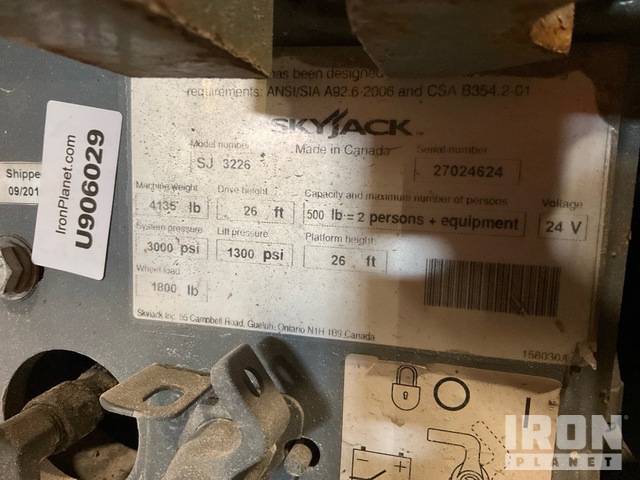 has been designed
requirements: ANSI/SIA A92.6-2006 and CSA B354.2-01
SKYJACK™
Made in Canada
Model number
SJ 3226
Serial number
27024624
Machine weight
4135 lb
Drive height
26 ft
Capacity and maximum number of persons
500 lb = 2 persons + equipment
Voltage
24 V
System pressure
3000 psi
Lift pressure
1300 psi
Platform height
26 ft
Wheel load
1800 lb
Skyjack Inc. 55 Campbell Road, Guelph, Ontario N1H 1B9 Canada
158030A
Shippe
09/201
IronPlanet.com
U906029
IRON
PLANET